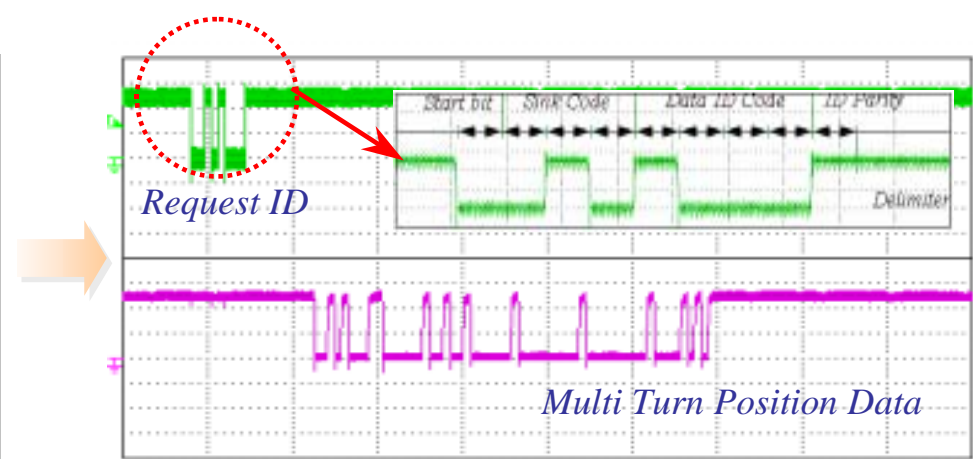 Start bit Sink Code Data ID Code ID Parity
Delimiter
Request ID
Multi Turn Position Data